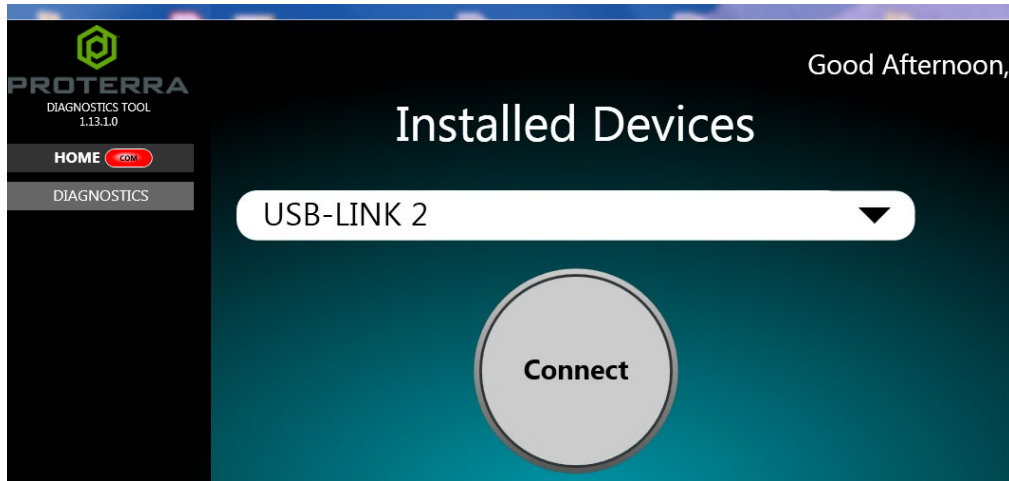 PROTERRA
DIAGNOSTICS TOOL
1.13.1.0
HOME COM
DIAGNOSTICS
Good Afternoon,
Installed Devices
USB-LINK 2
Connect